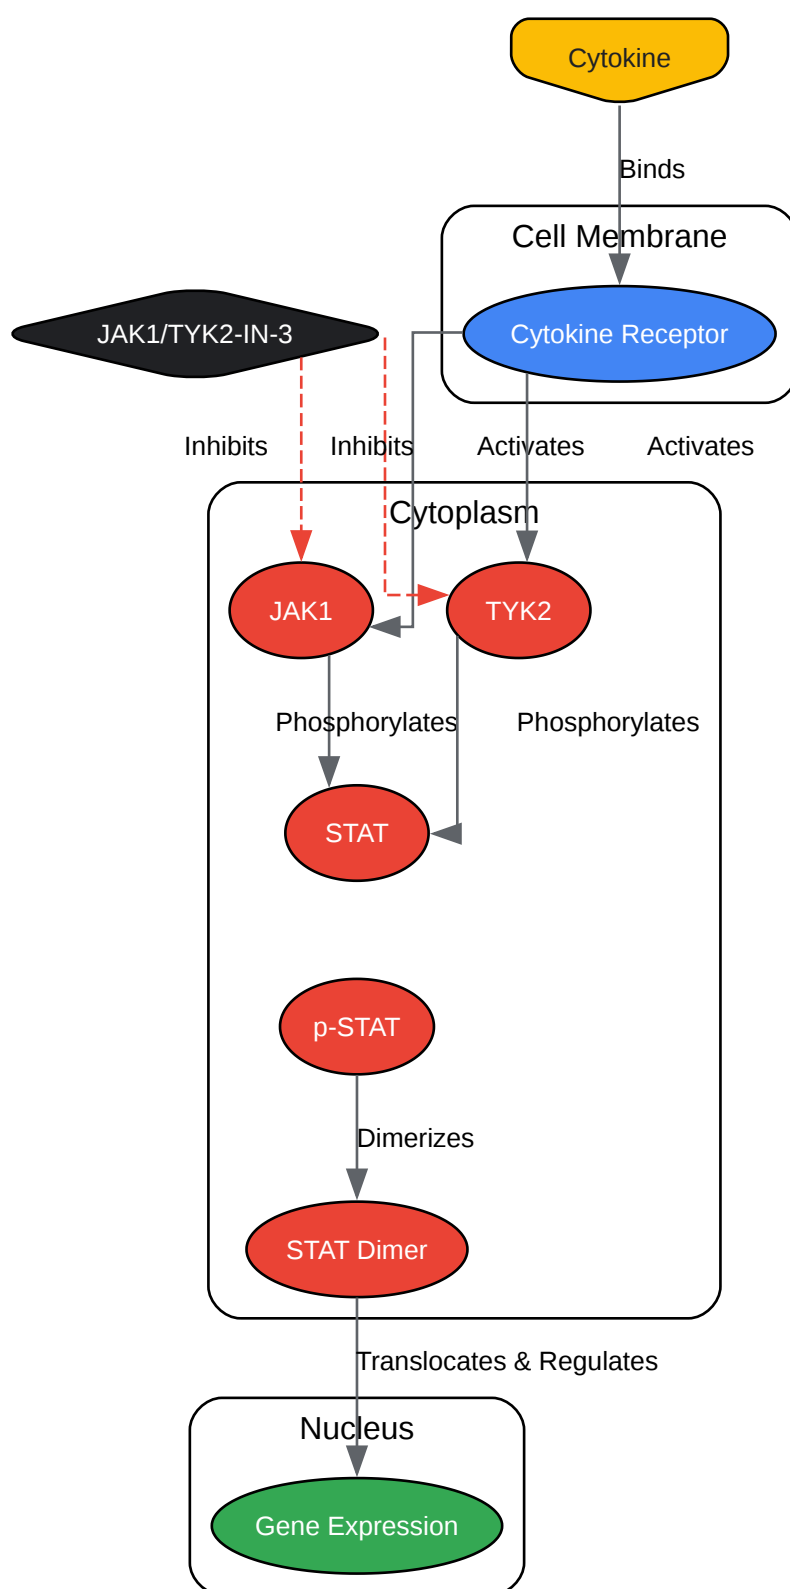 Cytokine
Binds
Cell Membrane
JAK1/TYK2-IN-3
Cytokine Receptor
Inhibits
Inhibits
Activates
Activates
Cytoplasm
JAK1
TYK2
Phosphorylates
Phosphorylates
STAT
p-STAT
Dimerizes
STAT Dimer
Translocates & Regulates
Nucleus
Gene Expression